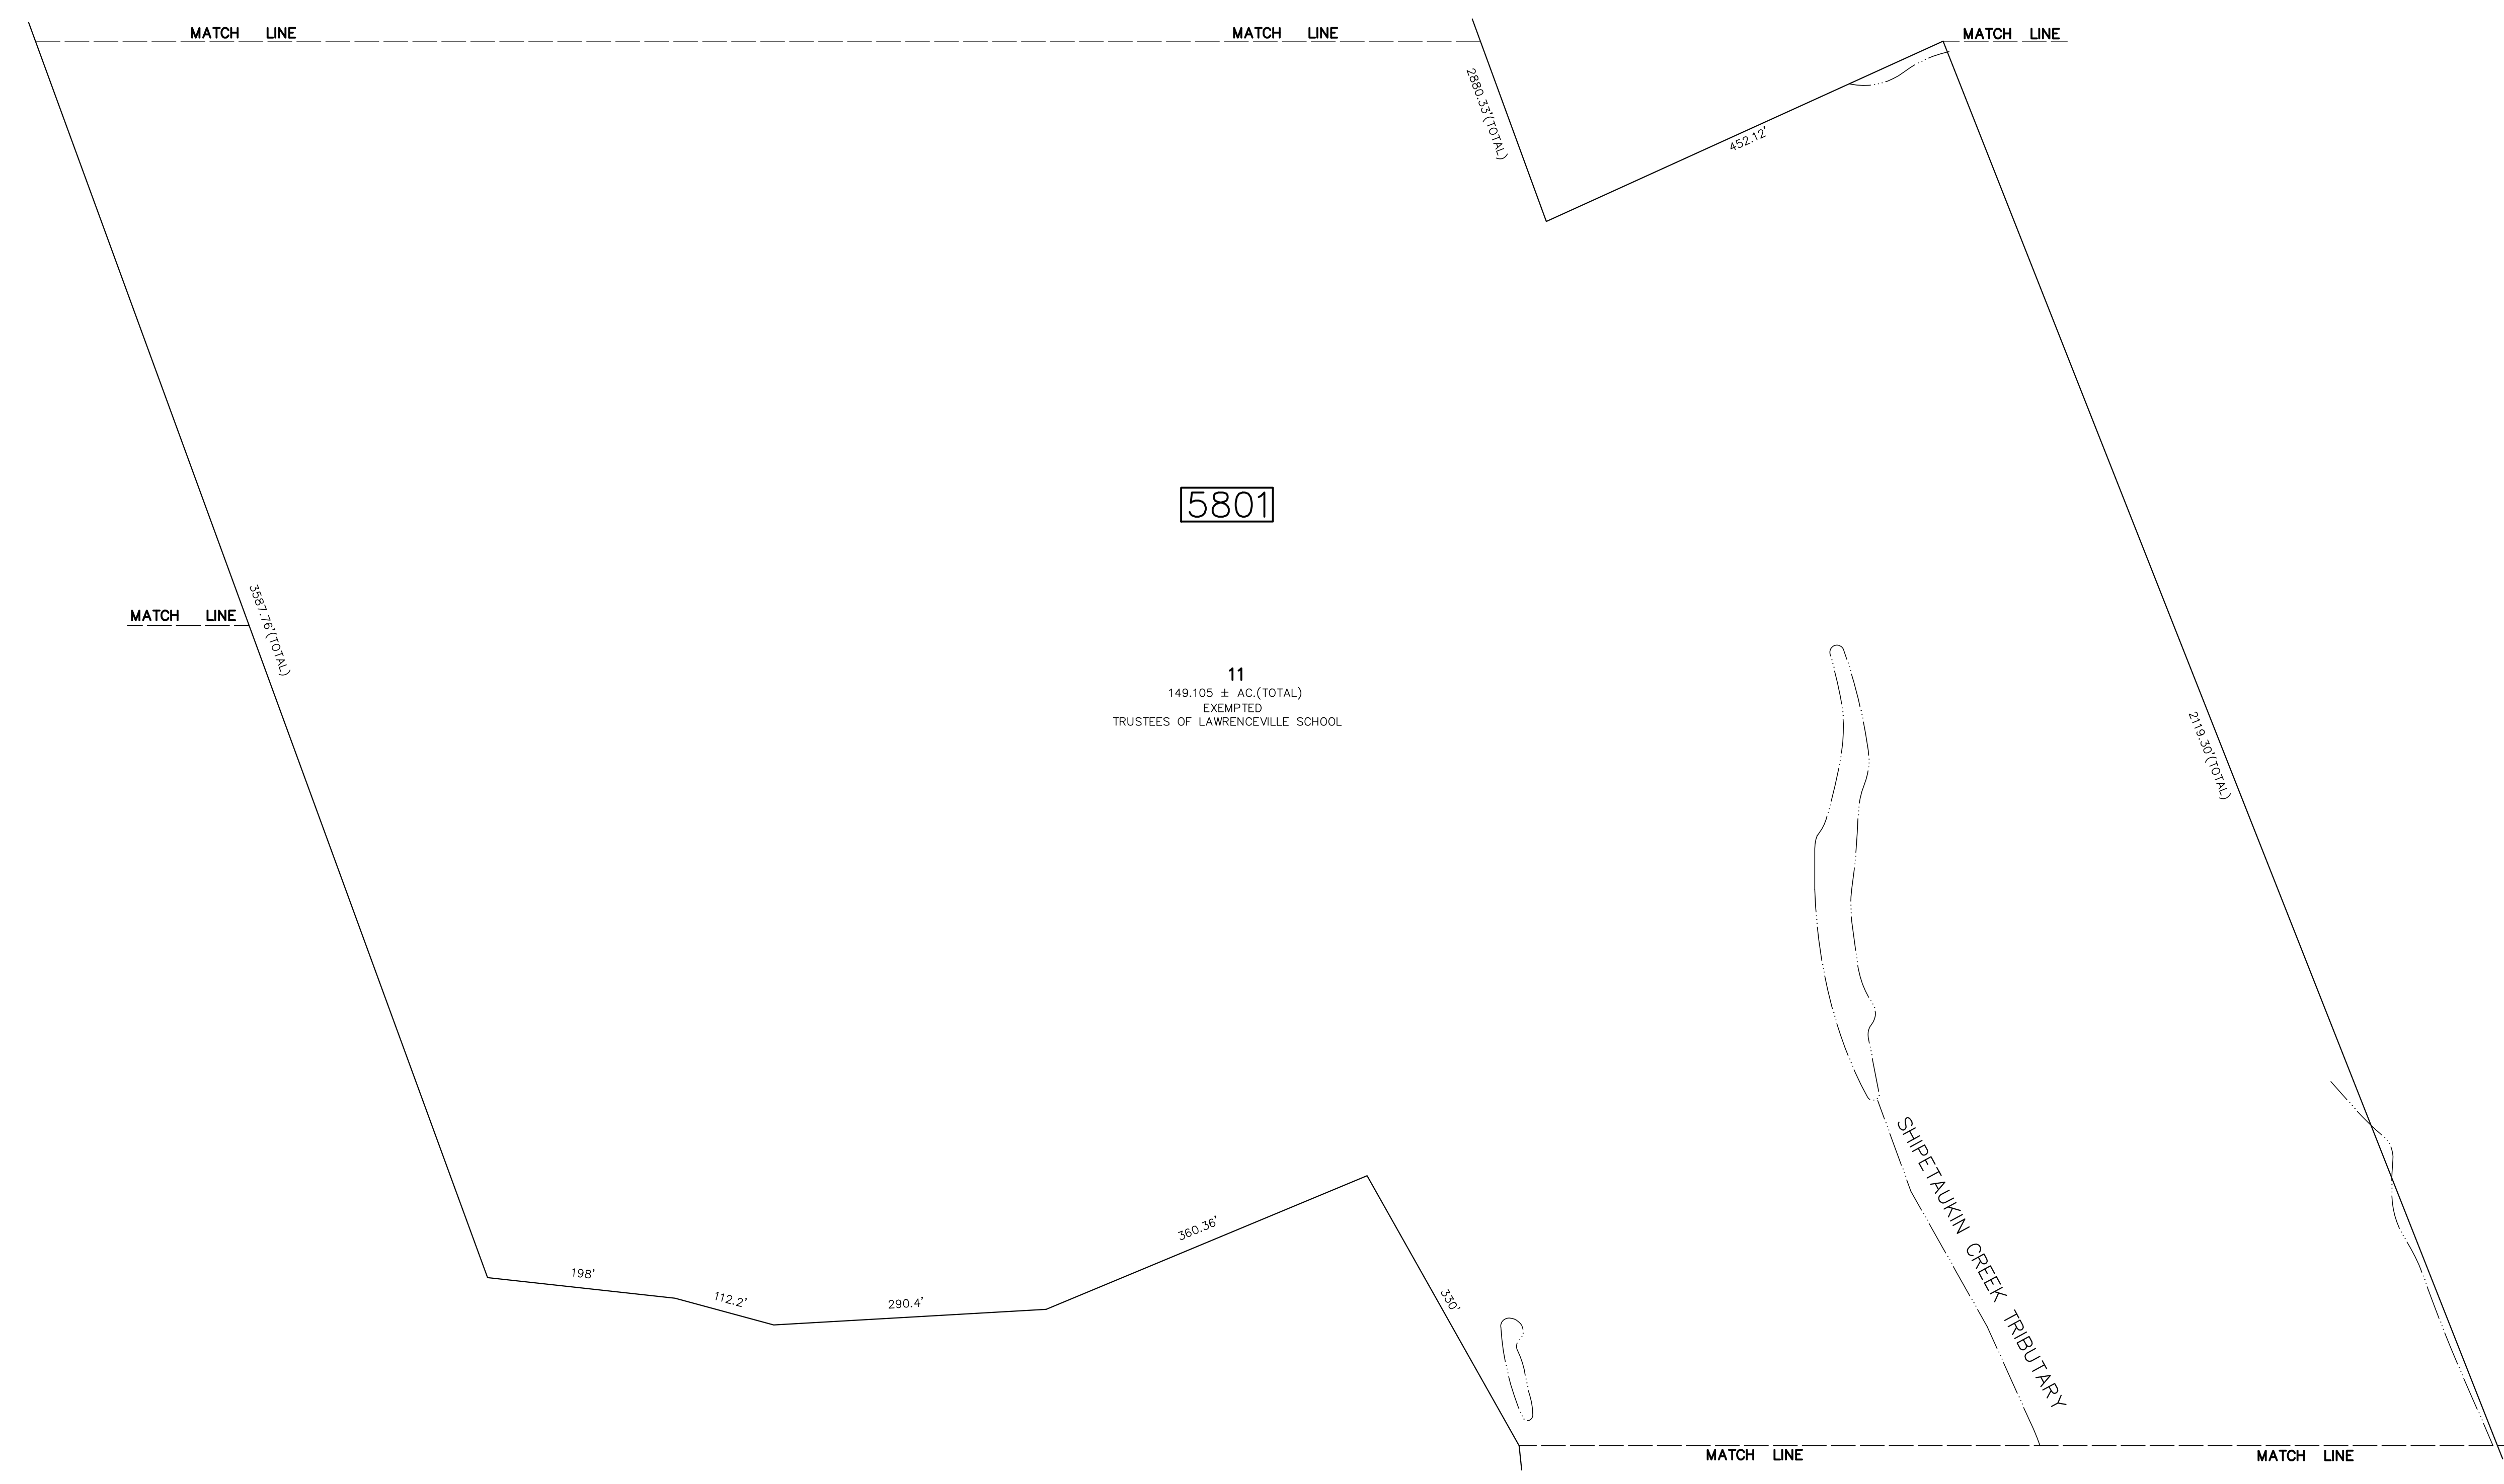 MATCH LINE
MATCH LINE
MATCH LINE
2880.33'(TOTAL)
452.12'
5801
3587.76'(TOTAL)
MATCH LINE
11
149.105 ± AC.(TOTAL)
EXEMPTED
TRUSTEES OF LAWRENCEVILLE SCHOOL
2119.30'(TOTAL)
SHIPETAUKIN CREEK TRIBUTARY
360.36'
198'
112.2'
290.4'
330'
MATCH LINE
MATCH LINE